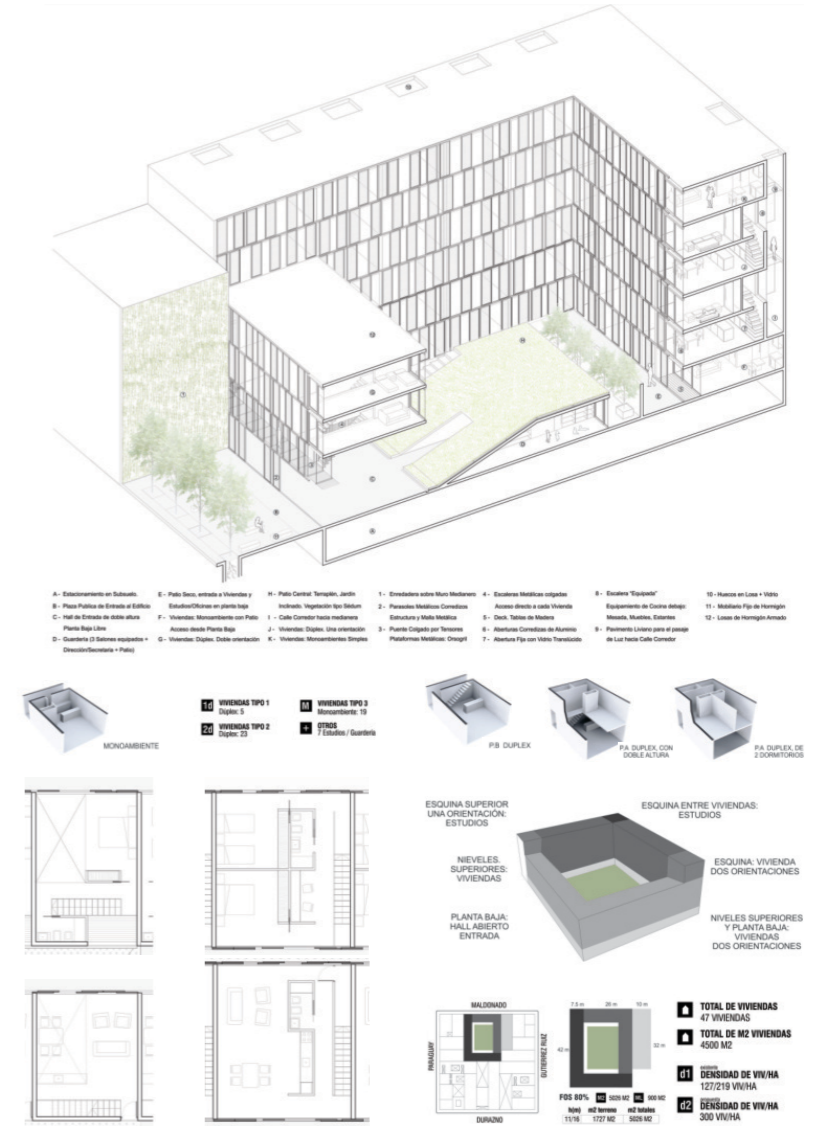 A - Estacionamiento en Subsuelo.
B - Plaza Publica de Entrada al Edificio
C - Hall de Entrada de doble altura
Planta Baja Libre
D - Guardería (3 Salones equipados +
Dirección/Secretaria + Patio)
E - Patio Seco, entrada a Viviendas y
Estudios/Oficinas en planta baja
F - Viviendas: Monoambiente con Patio
Acceso desde Planta Baja
G - Viviendas: Dúplex. Doble orientación
H - Patio Central: Terraplén, Jardín
Inclinado. Vegetación tipo Sédum
I - Calle Corredor hacia medianera
J - Viviendas: Dúplex. Una orientación
K - Viviendas: Monoambientes Simples
1 - Enredadera sobre Muro Medianero
2 - Parasoles Metálicos Corredizos
Estructura y Malla Metálica
3 - Puente Colgado por Tensores
Plataformas Metálicas: Orsogril
4 - Escaleras Metálicas colgadas
Acceso directo a cada Vivienda
5 - Deck. Tablas de Madera
6 - Aberturas Corredizas de Aluminio
7 - Abertura Fija con Vidrio Translúcido
8 - Escalera "Equipada"
Equipamiento de Cocina debajo:
Mesada, Muebles, Estantes
9 - Pavimento Liviano para el pasaje
de Luz hacia Calle Corredor
10 - Huecos en Losa + Vidrio
11 - Mobiliario Fijo de Hormigón
12 - Losas de Hormigón Armado
MONOAMBIENTE
1d VIVIENDAS TIPO 1
Dúplex: 5
2d VIVIENDAS TIPO 2
Dúplex: 23
M VIVIENDAS TIPO 3
Monoambiente: 19
+ OTROS
7 Estudios / Guardería
P.B DUPLEX
P.A DUPLEX, CON
DOBLE ALTURA
P.A DUPLEX, DE
2 DORMITORIOS
ESQUINA SUPERIOR
UNA ORIENTACIÓN:
ESTUDIOS
ESQUINA ENTRE VIVIENDAS:
ESTUDIOS
NIEVELES.
SUPERIORES:
VIVIENDAS
ESQUINA: VIVIENDA
DOS ORIENTACIONES
PLANTA BAJA:
HALL ABIERTO
ENTRADA
NIVELES SUPERIORES
Y PLANTA BAJA:
VIVIENDAS
DOS ORIENTACIONES
MALDONADO
PARAGUAY
GUTIERREZ RUIZ
DURAZNO
7.5 m 26 m 10 m
42 m
32 m
FOS 80% M2 5026 M2 ML 900 M2
h(m) m2 terreno m2 totales
11/16 1727 M2 5026 M2
TOTAL DE VIVIENDAS
47 VIVIENDAS
TOTAL DE M2 VIVIENDAS
4500 M2
d1 existente
DENSIDAD DE VIV/HA
127/219 VIV/HA
d2 propuesta
DENSIDAD DE VIV/HA
300 VIV/HA